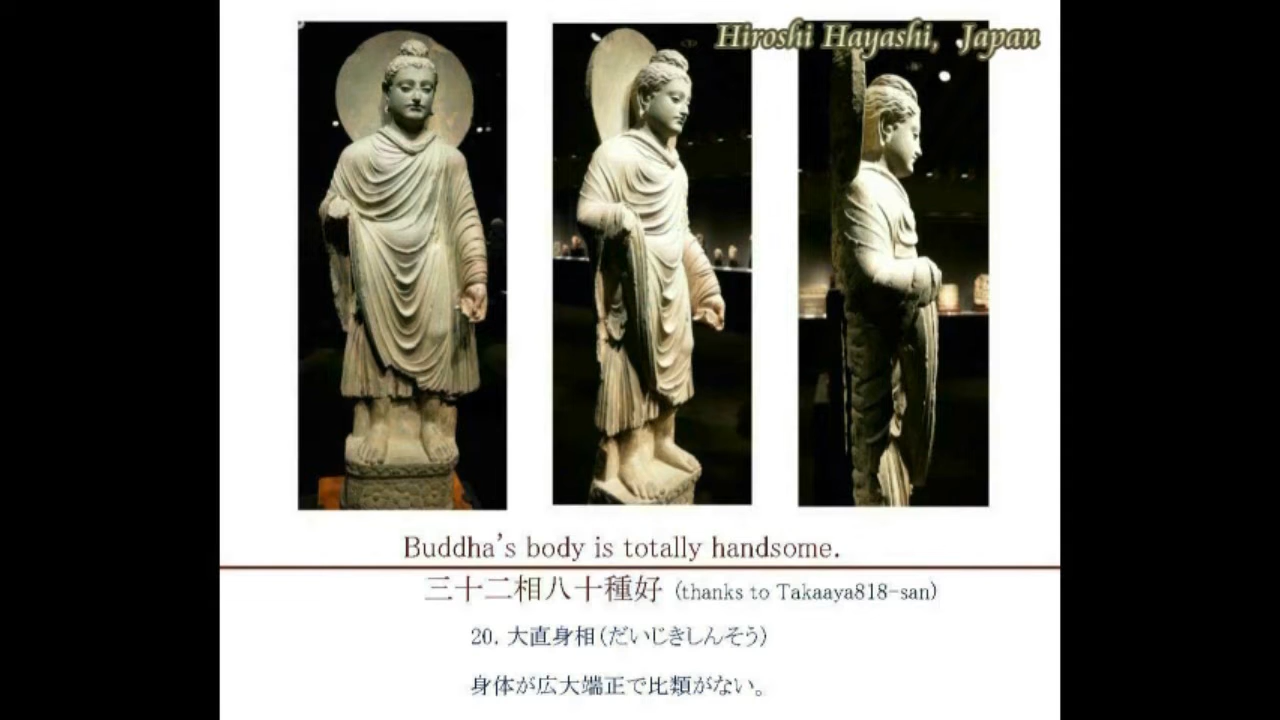 Hiroshi Hayashi, Japan
Buddha's body is totally handsome.
三十二相八十種好 (thanks to Takaaya818-san)
20. 大直身相(だいじきしんそう)
身体が広大端正で比類がない。